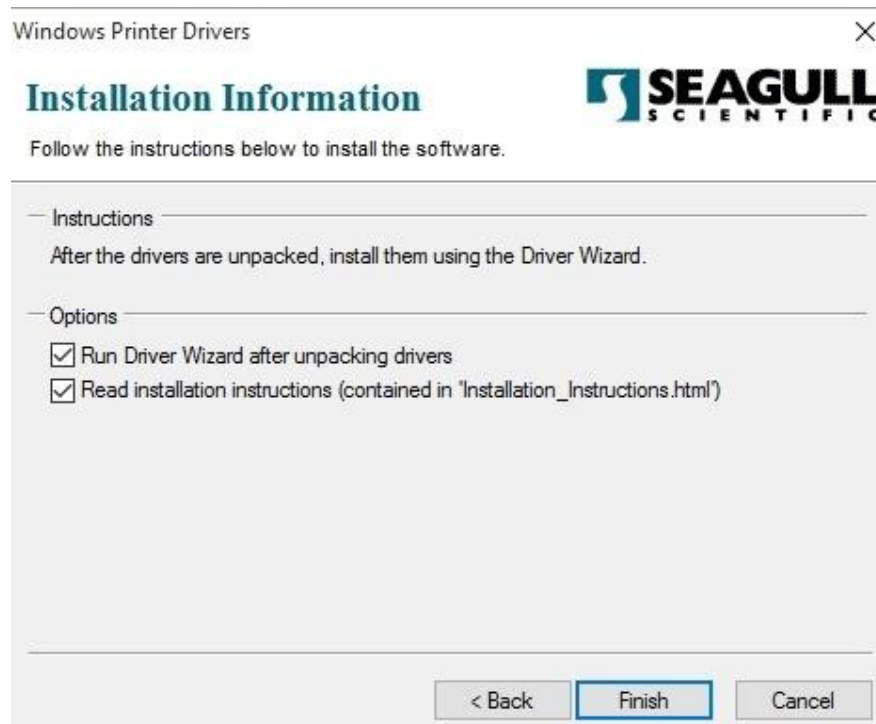 Windows Printer Drivers
Installation Information
SEAGULL
SCIENTIFIC
Follow the instructions below to install the software.
Instructions
After the drivers are unpacked, install them using the Driver Wizard.
Options
Run Driver Wizard after unpacking drivers
Read installation instructions (contained in 'Installation_Instructions.html')
< Back Finish Cancel